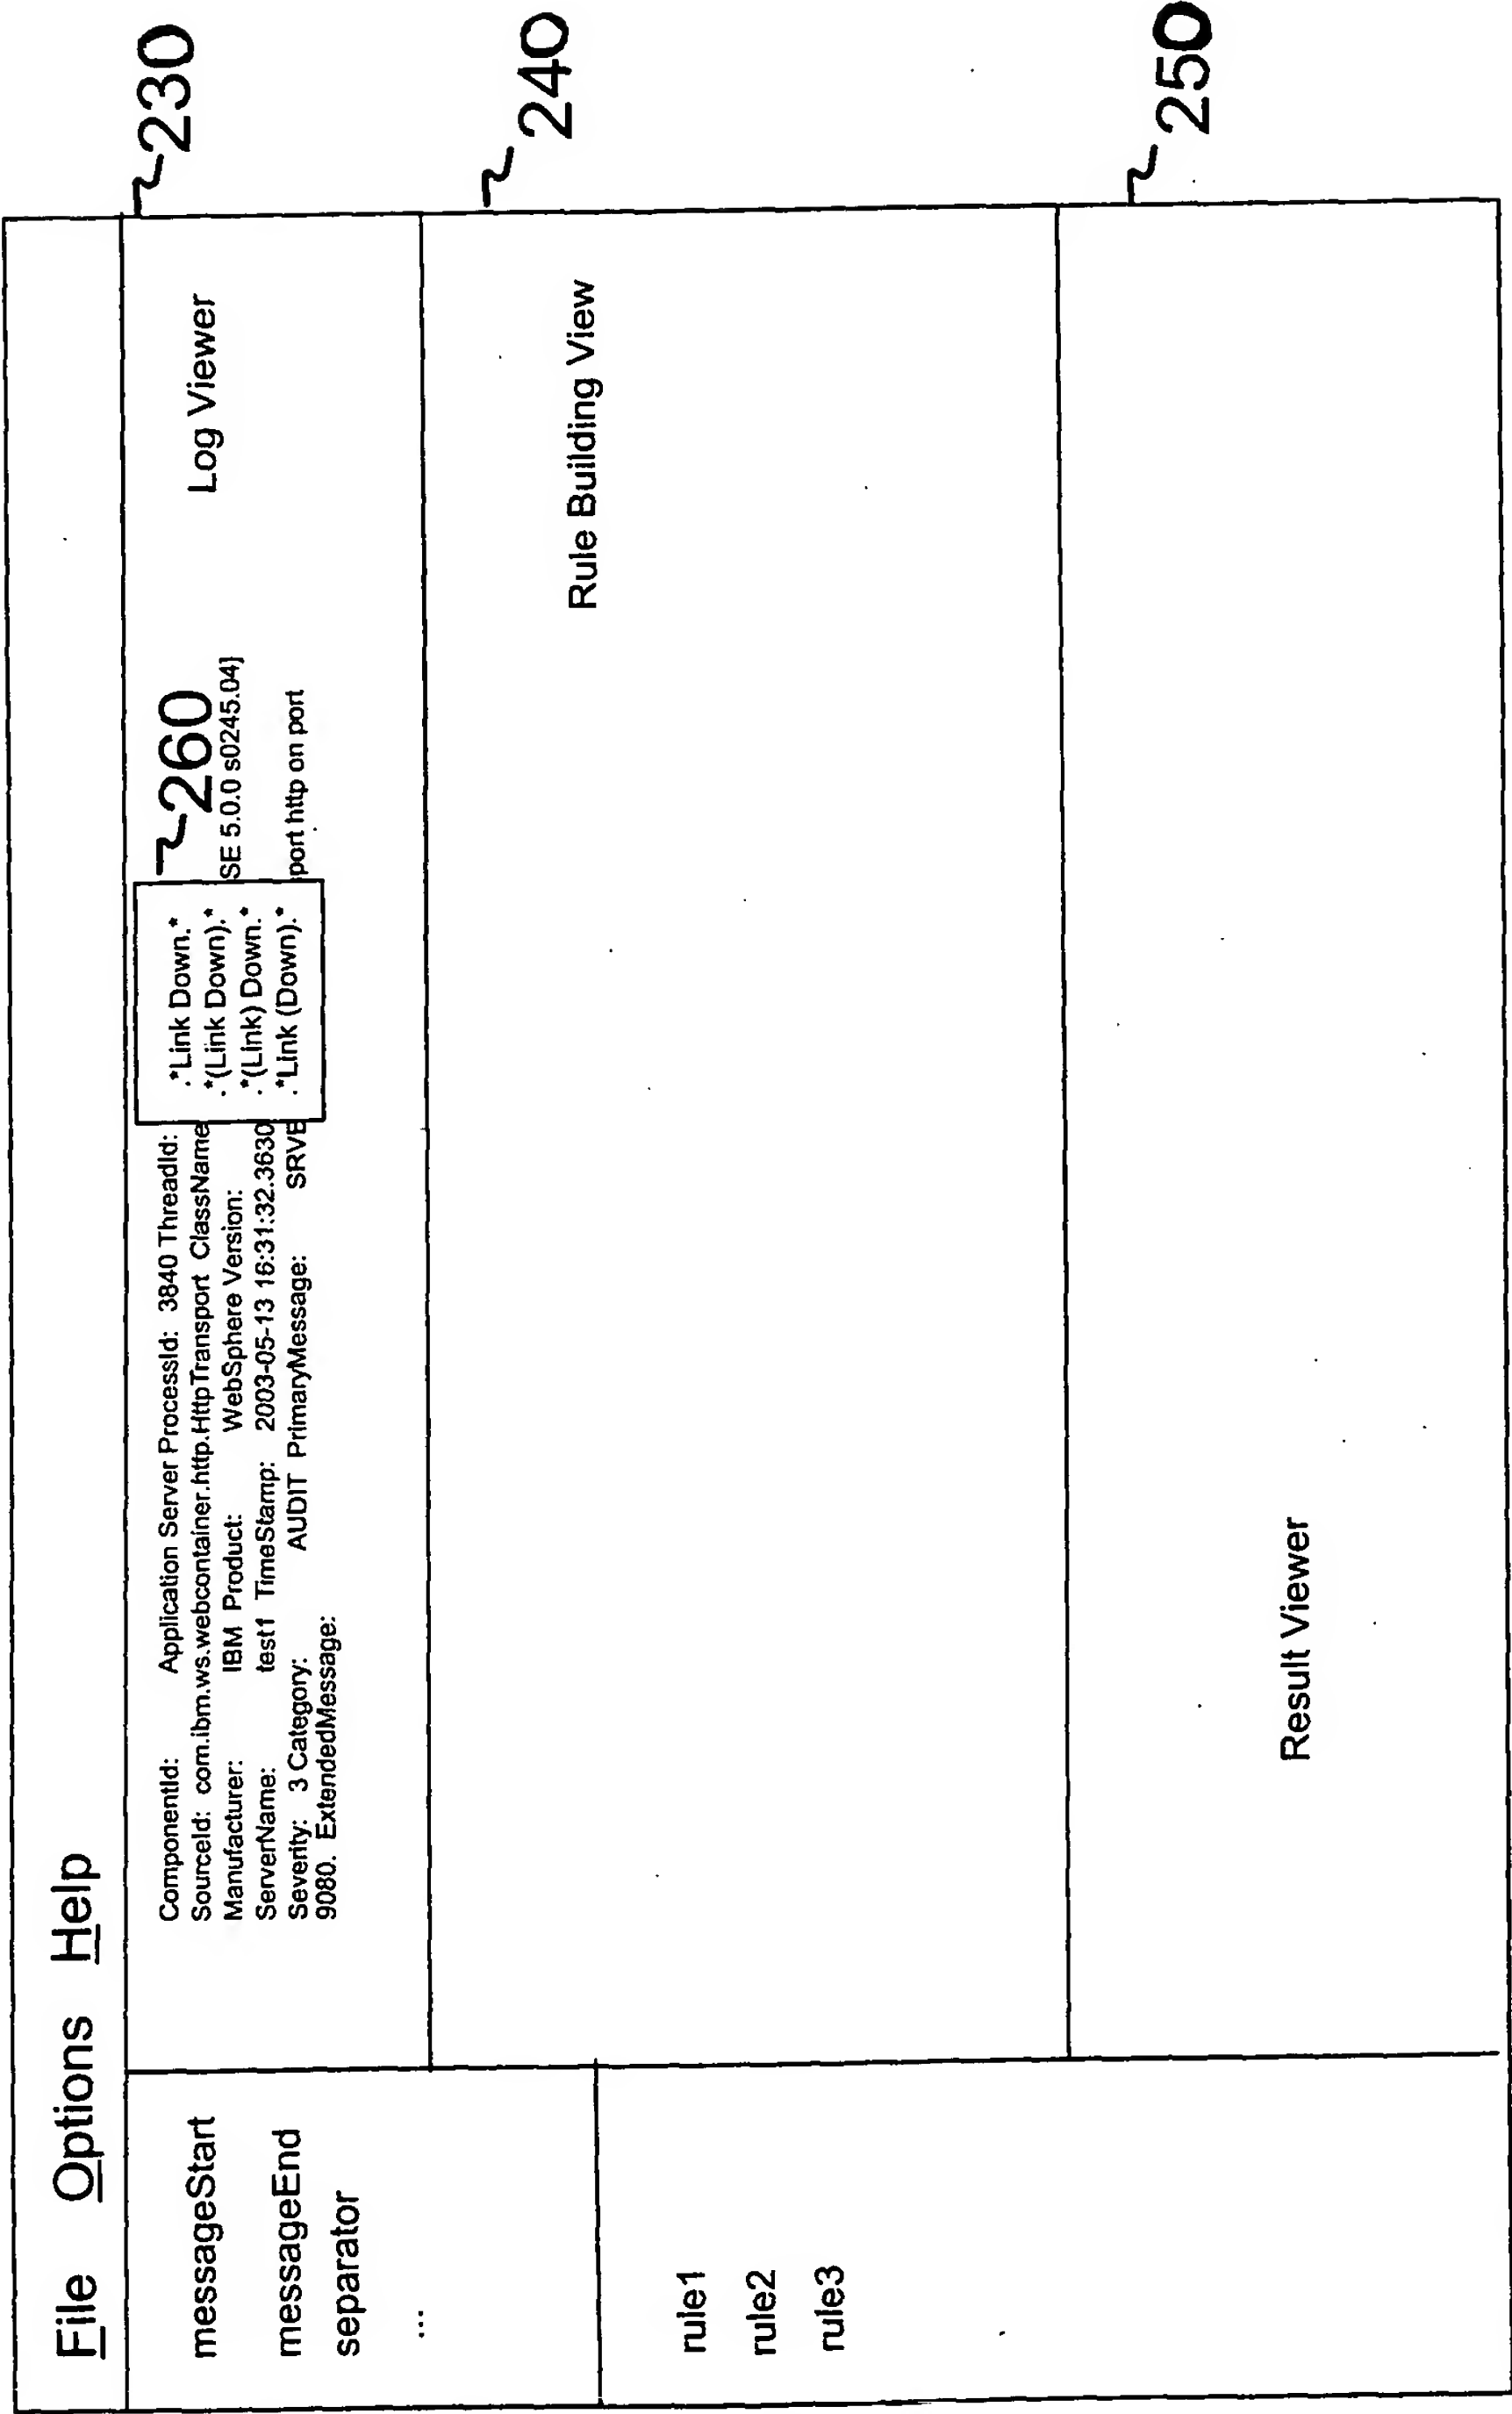 File Options Help
messageStart
messageEnd
separator
...
rule1
rule2
rule3
ComponentId: Application Server ProcessId: 3840 ThreadId:
SourceId: com.ibm.ws.webcontainer.http.HttpTransport ClassName
Manufacturer: IBM Product: WebSphere Version: SE 5.0.0 s0245.04]
ServerName: test1 TimeStamp: 2003-05-13 16:31:32.3630
Severity: 3 Category: AUDIT PrimaryMessage: SRVE port http on port
9080. ExtendedMessage:
.*Link Down.*
.*(Link Down).*
.*(Link) Down.*
.*Link (Down).*
260
Log Viewer
230
Rule Building View
240
Result Viewer
250